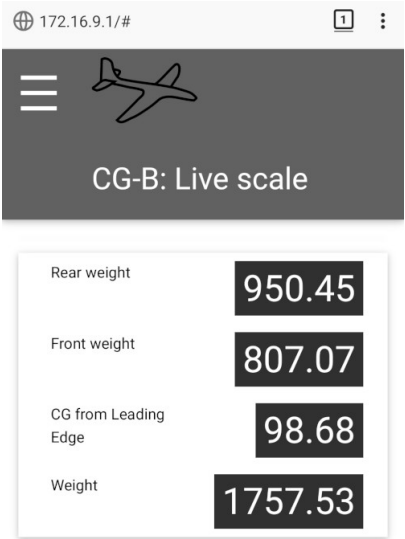 172.16.9.1/#
1
CG-B: Live scale
Rear weight
950.45
Front weight
807.07
CG from Leading
Edge
98.68
Weight
1757.53